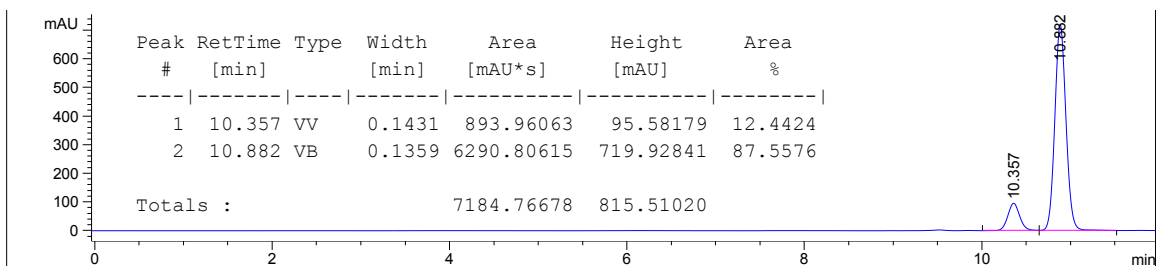 mAU
Peak RetTime Type Width Area Height Area
# [min] [min] [mAU*s] [mAU] %
----|-------|----|-------|----------|----------|--------|
1 10.357 VV 0.1431 893.96063 95.58179 12.4424
2 10.882 VB 0.1359 6290.80615 719.92841 87.5576
Totals : 7184.76678 815.51020
600
500
400
300
200
100
0
10.357
10.882
0 2 4 6 8 10 min